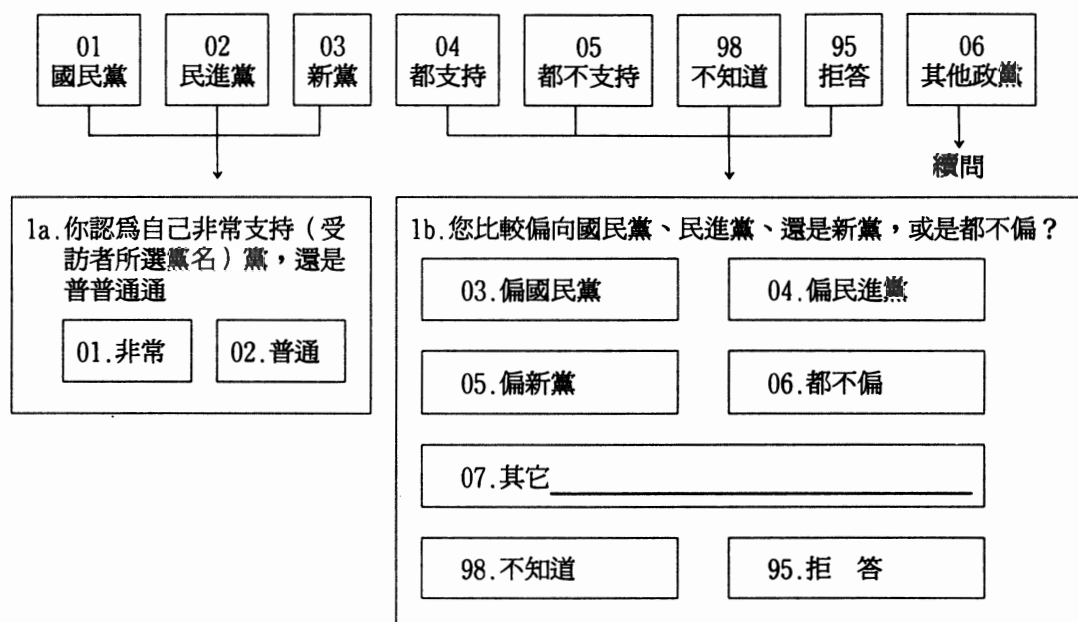 01 02 03 04 05 98 95 06
國民黨 民進黨 新黨 都支持 都不支持 不知道 拒答 其他政黨
續問
1a.你認爲自己非常支持（受
訪者所選黨名）黨，還是
普普通通
01.非常 02.普通
1b.您比較偏向國民黨、民進黨、還是新黨，或是都不偏？
03.偏國民黨 04.偏民進黨
05.偏新黨 06.都不偏
07.其它
98.不知道 95.拒　答